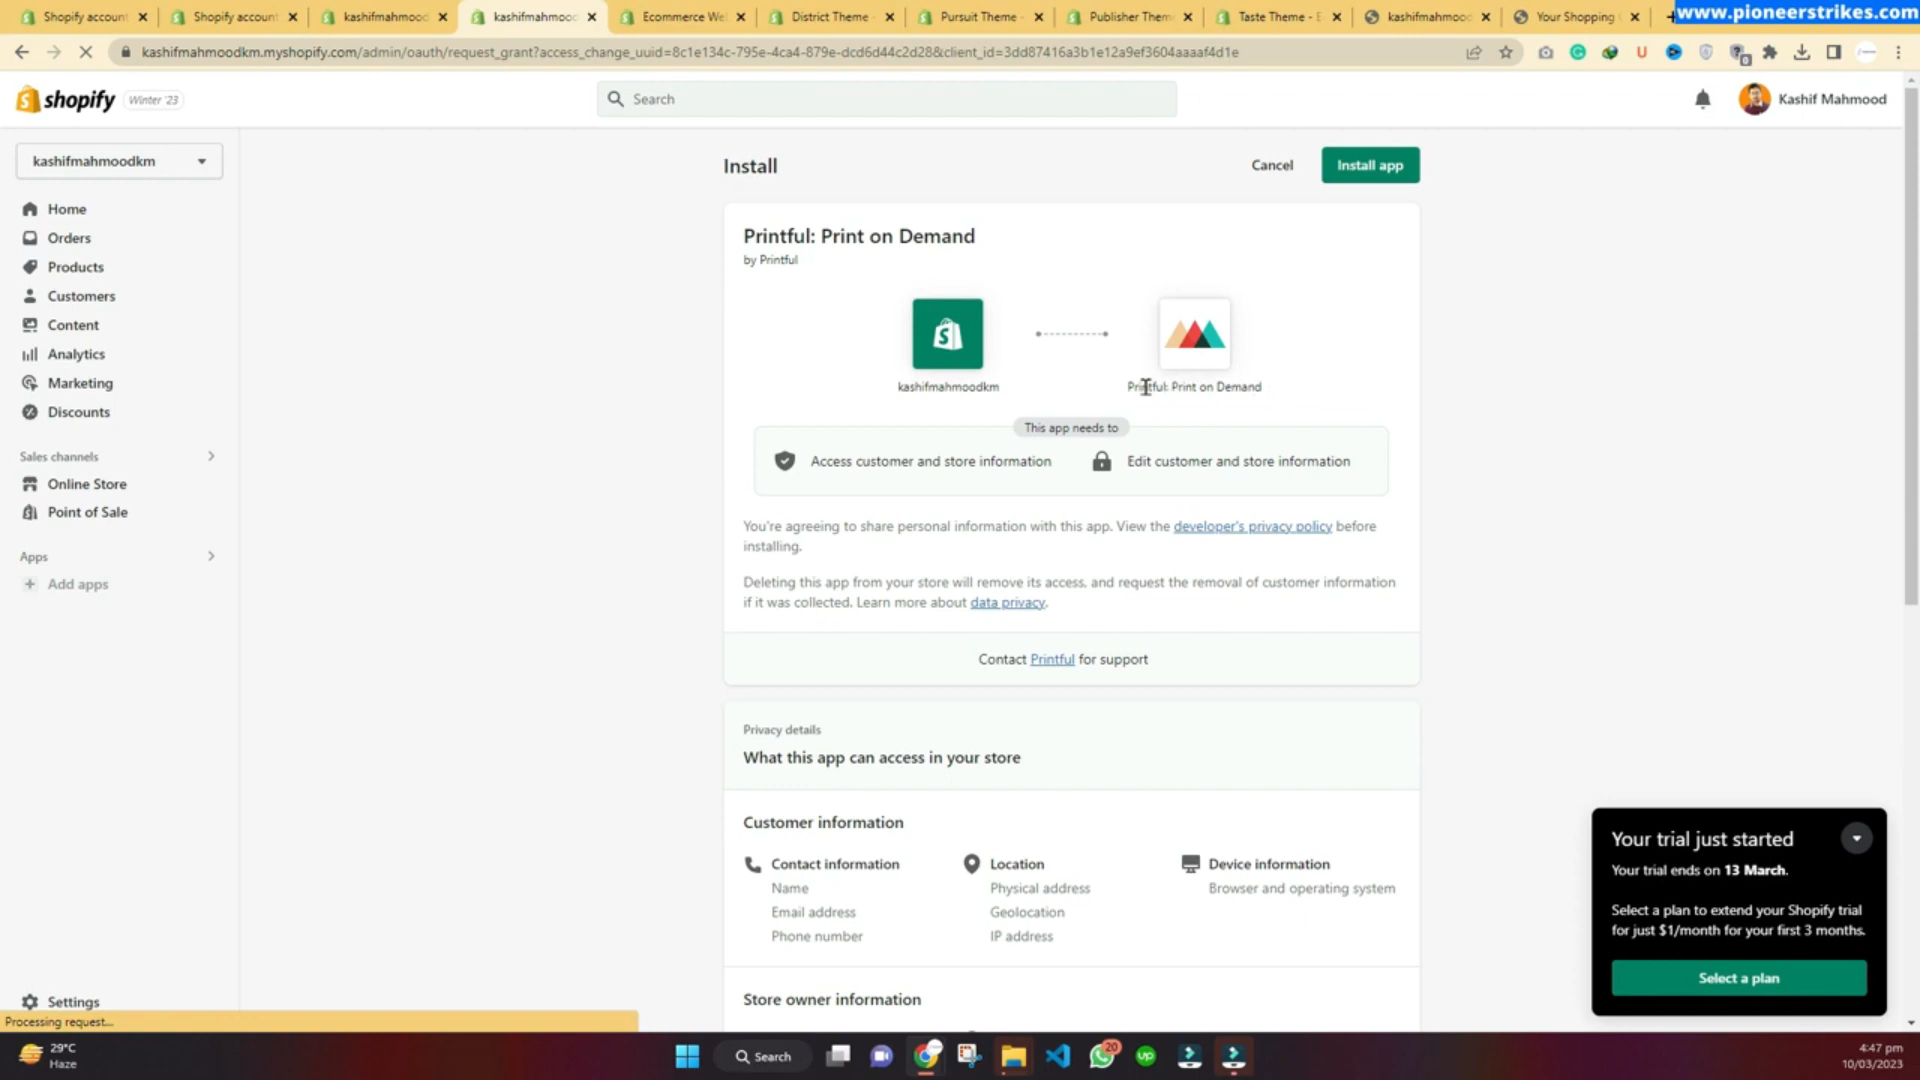 Shopify accoun
Shopify accoun
kashifmahmood
kashifmahmood
Ecommerce We
District Theme
Pursuit Theme -
Publisher Them
Taste Theme - E
kashifmahmoo
Your Shopping
www.pioneerstrikes.com
kashifmahmoodkm.myshopify.com/admin/oauth/request_grant?access_change_uuid=8c1e134c-795e-4ca4-879e-dcd6d44c2d28&client_id=3dd87416a3b1e12a9ef3604aaaaf4d1e
shopify
Winter '23
Search
Kashif Mahmood
kashifmahmoodkm
Home
Orders
Products
Customers
Content
Analytics
Marketing
Discounts
Sales channels
Online Store
Point of Sale
Apps
Add apps
Settings
Processing request...
Install
Cancel
Install app
Printful: Print on Demand
by Printful
kashifmahmoodkm
Printful: Print on Demand
This app needs to
Access customer and store information
Edit customer and store information
You're agreeing to share personal information with this app. View the developer's privacy policy before
installing.
Deleting this app from your store will remove its access, and request the removal of customer information
if it was collected. Learn more about data privacy.
Contact Printful for support
Privacy details
What this app can access in your store
Customer information
Contact information
Name
Email address
Phone number
Location
Physical address
Geolocation
IP address
Device information
Browser and operating system
Store owner information
Your trial just started
Your trial ends on 13 March.
Select a plan to extend your Shopify trial
for just $1/month for your first 3 months.
Select a plan
29°C
Haze
Search
20
up
4:47 pm
10/03/2023